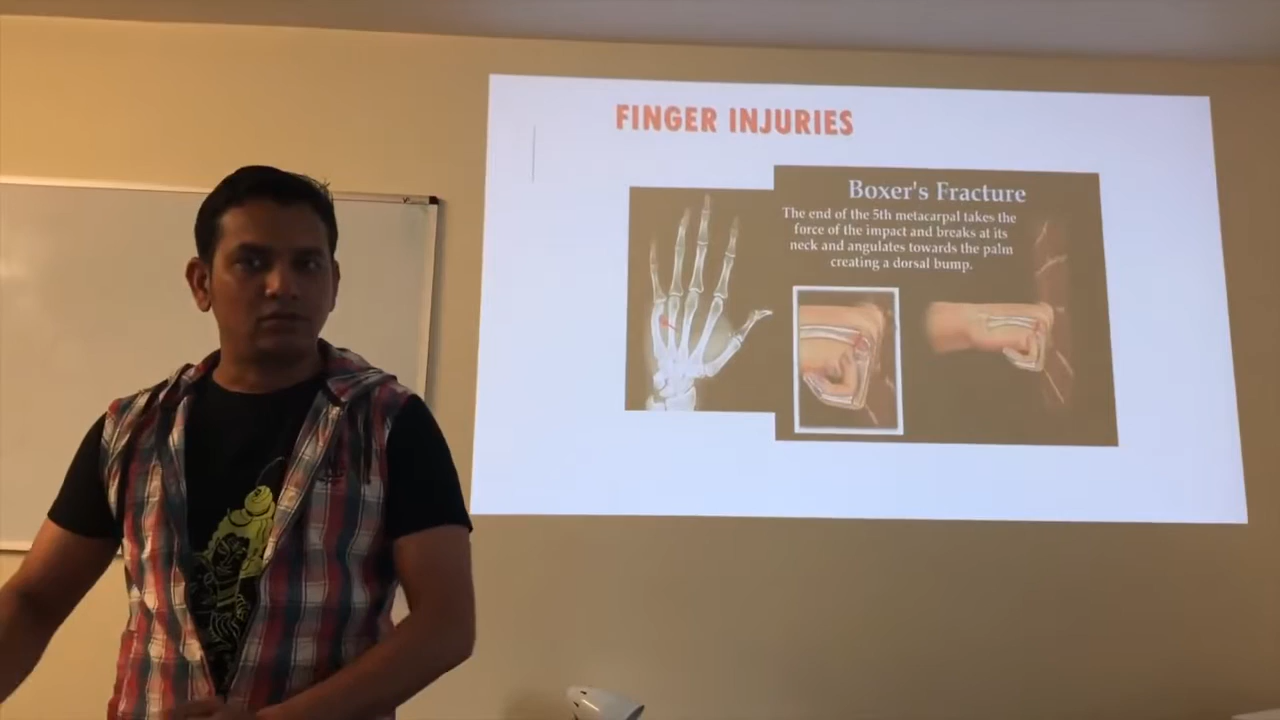 FINGER INJURIES
Boxer's Fracture
The end of the 5th metacarpal takes the
force of the impact and breaks at its
neck and angulates towards the palm
creating a dorsal bump.